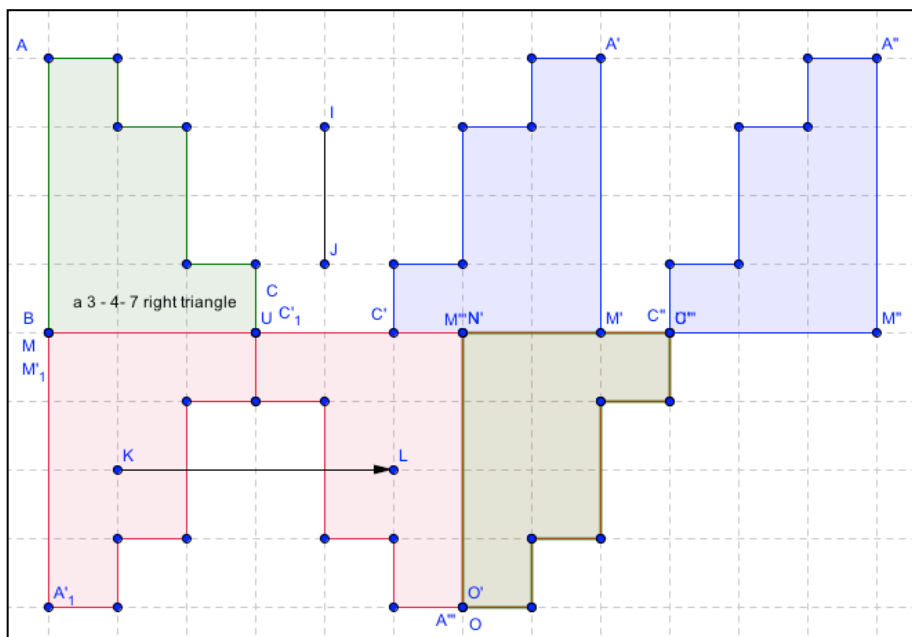 A A' A"
I
J
C
a 3 - 4- 7 right triangle
B U C'₁ C' M'''N' M' C" M"
M
M'₁
K L
A'₁ O'
A''' O